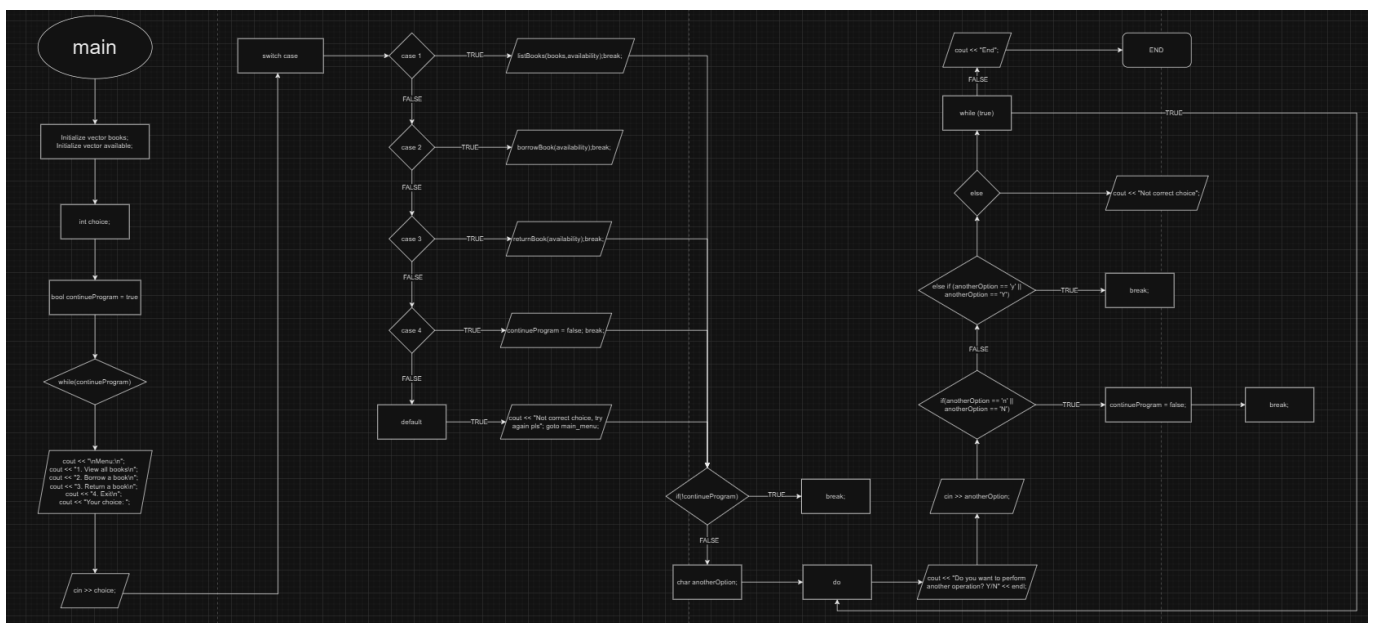 main
Initialize vector books;
Initialize vector available;
int choice;
bool continueProgram = true
while(continueProgram)
cout << "\nMenu:\n";
cout << "1. View all books\n";
cout << "2. Borrow a book\n";
cout << "3. Return a book\n";
cout << "4. Exit\n";
cout << "Your choice: ";
cin >> choice;
switch case
case 1
TRUE
listBooks(books,availability);break;
FALSE
case 2
TRUE
borrowBook(availability);break;
FALSE
case 3
TRUE
returnBook(availability),break;
FALSE
case 4
TRUE
continueProgram = false; break;
FALSE
default
TRUE
cout << "Not correct choice, try
again pls"; goto main_menu;
if(!continueProgram)
TRUE
break;
FALSE
char anotherOption;
do
cout << "Do you want to perform
another operation? Y/N" << endl;
cin >> anotherOption;
if(anotherOption == 'n' ||
anotherOption == 'N')
TRUE
continueProgram = false;
break;
FALSE
else if (anotherOption == 'y' ||
anotherOption == 'Y')
TRUE
break;
else
cout << "Not correct choice";
while (true)
TRUE
FALSE
cout << "End";
END